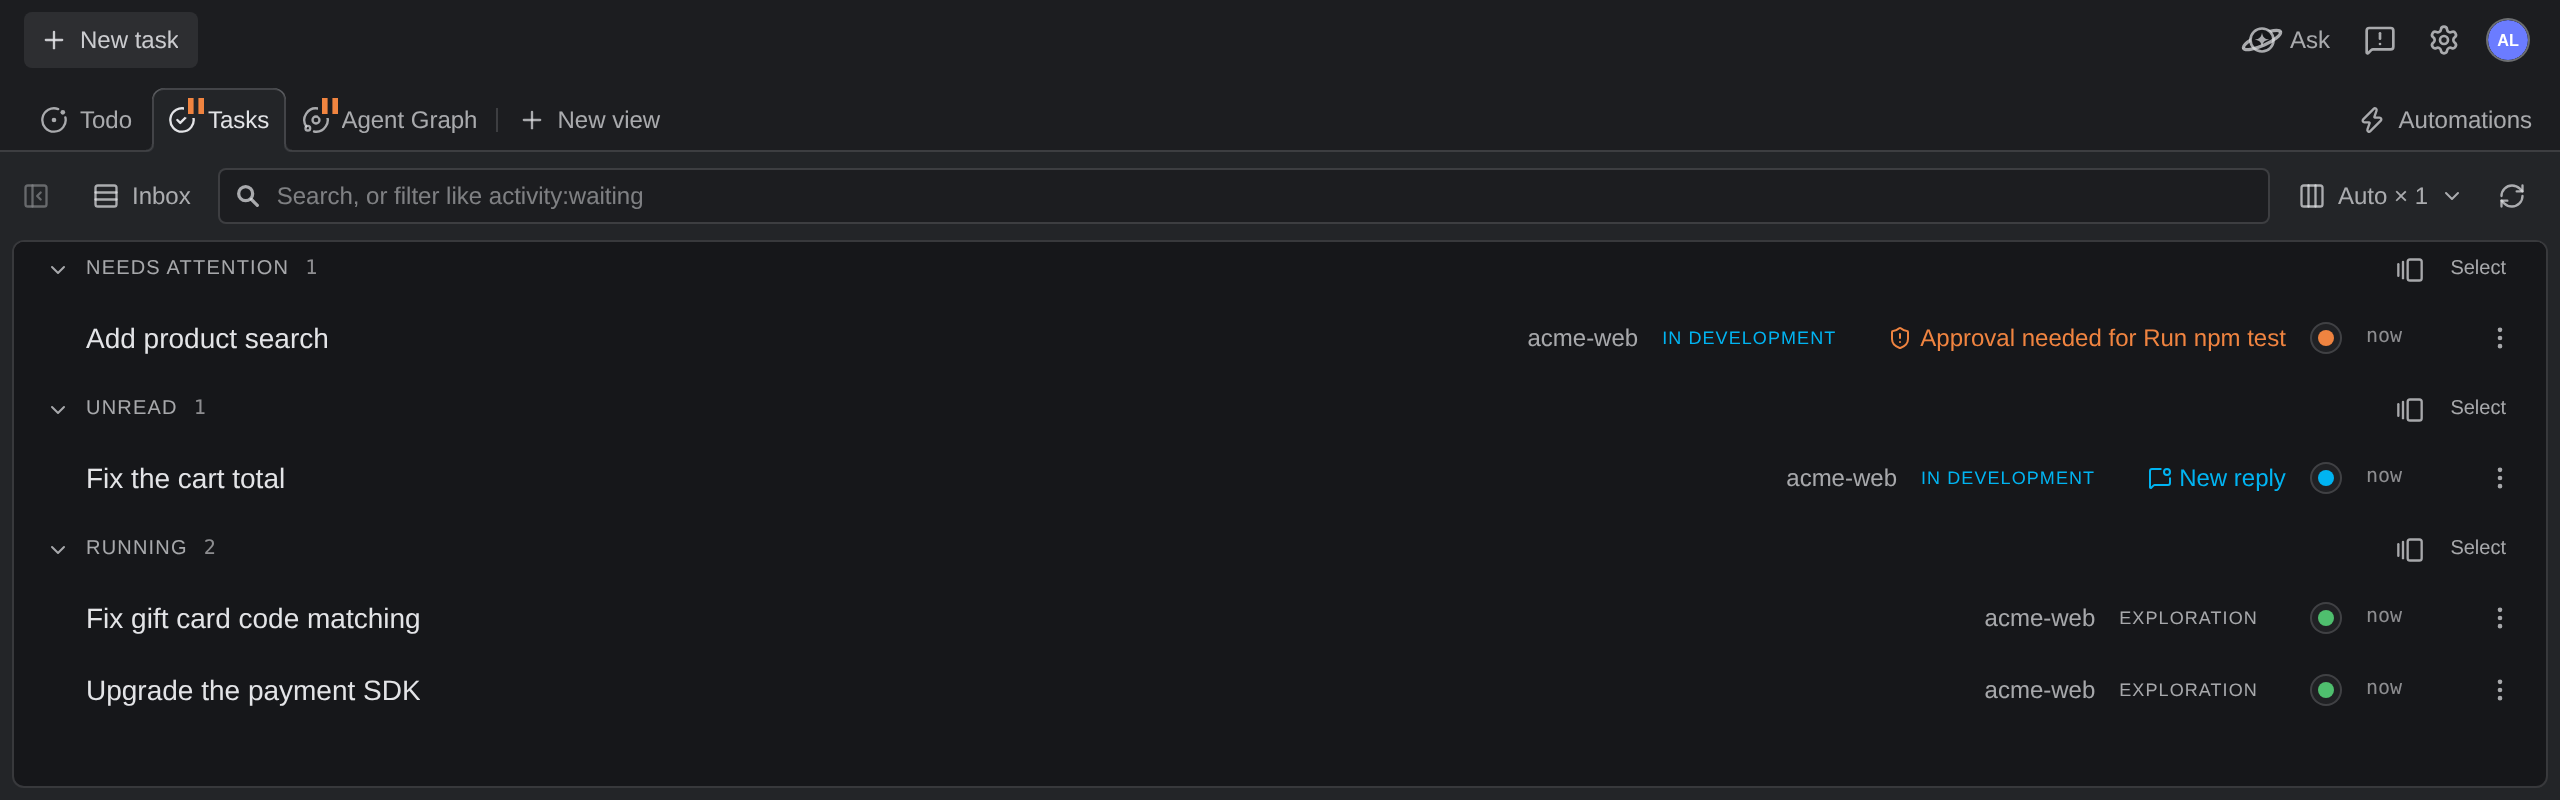 New task
Ask
AL
Todo
Tasks
Agent Graph
New view
Automations
Inbox
Search, or filter like activity:waiting
Auto × 1
NEEDS ATTENTION 1
Select
Add product search
acme-web IN DEVELOPMENT Approval needed for Run npm test now
UNREAD 1
Select
Fix the cart total
acme-web IN DEVELOPMENT New reply now
RUNNING 2
Select
Fix gift card code matching
acme-web EXPLORATION now
Upgrade the payment SDK
acme-web EXPLORATION now